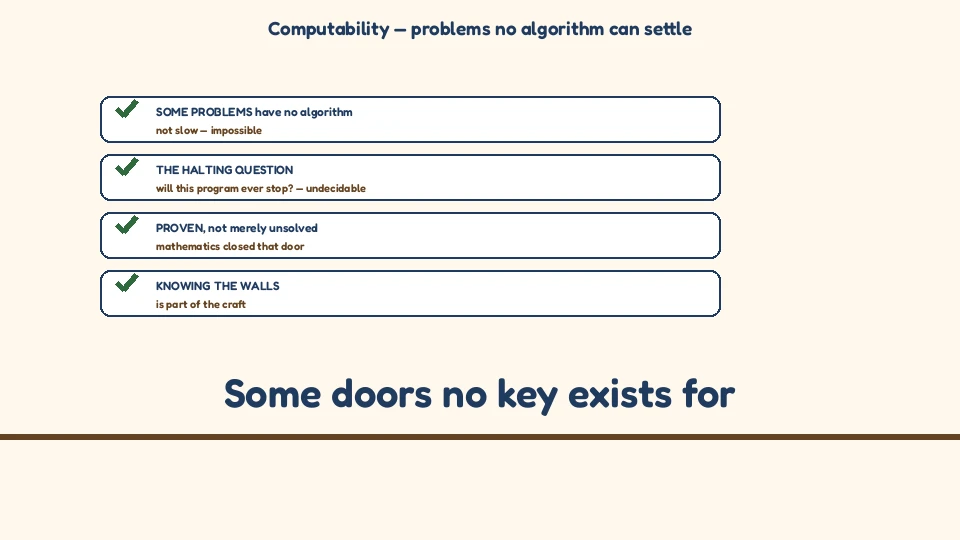 Computability — problems no algorithm can settle
SOME PROBLEMS have no algorithm
not slow — impossible
THE HALTING QUESTION
will this program ever stop? — undecidable
PROVEN, not merely unsolved
mathematics closed that door
KNOWING THE WALLS
is part of the craft
Some doors no key exists for